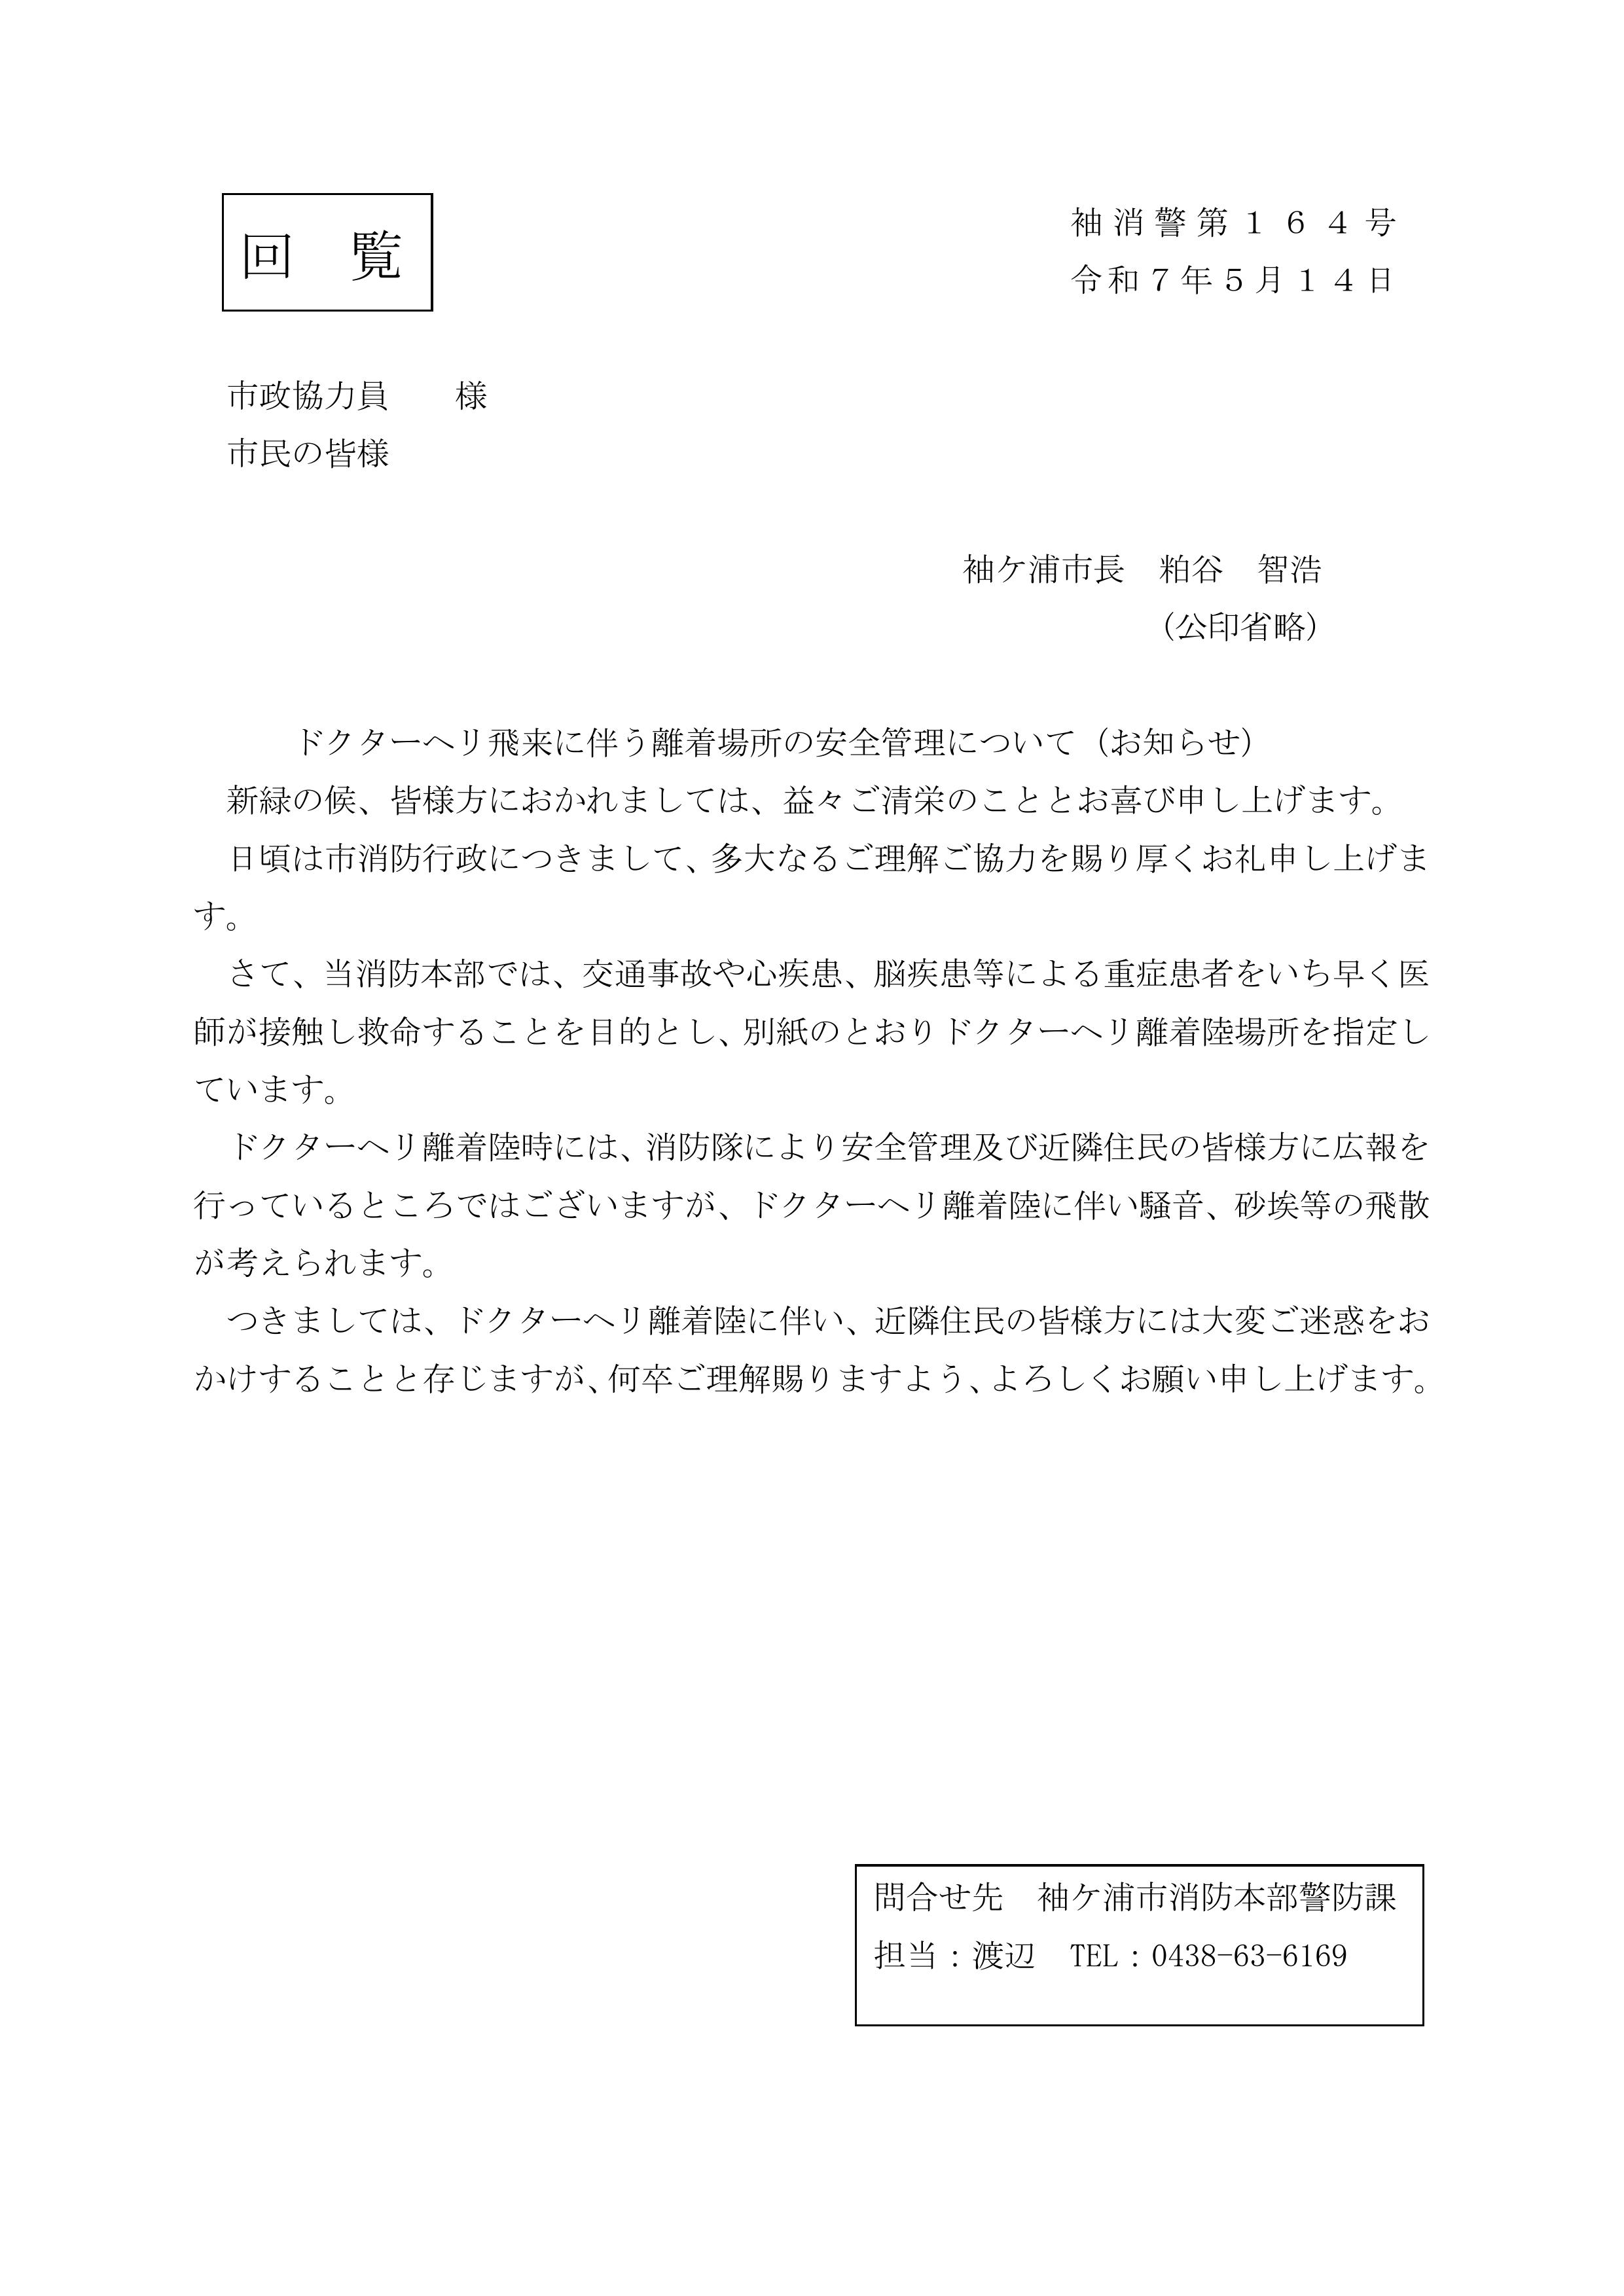 回　覧
袖消警第１６４号
令和７年５月１４日
市政協力員　　様
市民の皆様
袖ケ浦市長　粕谷　智浩
（公印省略）
ドクターヘリ飛来に伴う離着場所の安全管理について（お知らせ）
　新緑の候、皆様方におかれましては、益々ご清栄のこととお喜び申し上げます。
　日頃は市消防行政につきまして、多大なるご理解ご協力を賜り厚くお礼申し上げま
す。
　さて、当消防本部では、交通事故や心疾患、脳疾患等による重症患者をいち早く医
師が接触し救命することを目的とし、別紙のとおりドクターヘリ離着陸場所を指定し
ています。
　ドクターヘリ離着陸時には、消防隊により安全管理及び近隣住民の皆様方に広報を
行っているところではございますが、ドクターヘリ離着陸に伴い騒音、砂埃等の飛散
が考えられます。
　つきましては、ドクターヘリ離着陸に伴い、近隣住民の皆様方には大変ご迷惑をお
かけすることと存じますが、何卒ご理解賜りますよう、よろしくお願い申し上げます。
問合せ先　袖ケ浦市消防本部警防課
担当：渡辺　TEL：0438-63-6169